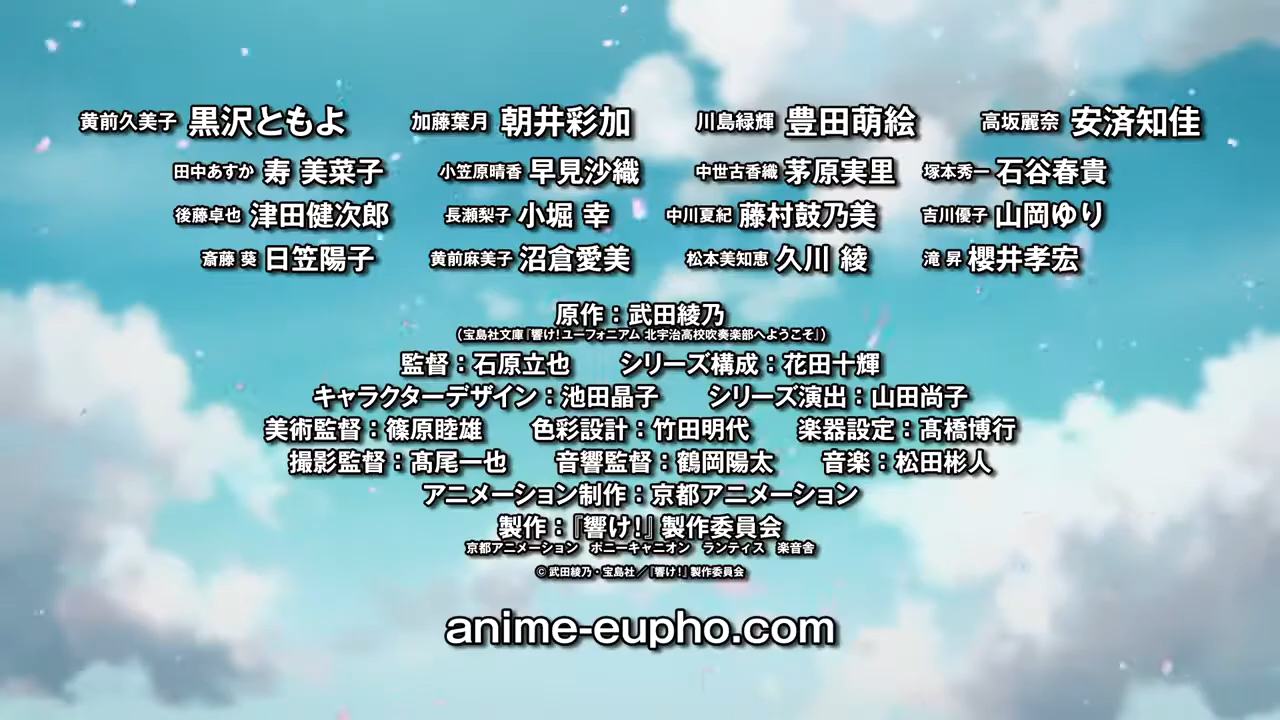 黄前久美子 黒沢ともよ 加藤葉月 朝井彩加 川島緑輝 豊田萌絵 高坂麗奈 安済知佳
田中あすか 寿 美菜子 小笠原晴香 早見沙織 中世古香織 茅原実里 塚本秀一 石谷春貴
後藤卓也 津田健次郎 長瀬梨子 小堀 幸 中川夏紀 藤村鼓乃美 吉川優子 山岡ゆり
斎藤 葵 日笠陽子 黄前麻美子 沼倉愛美 松本美知恵 久川 綾 滝 昇 櫻井孝宏
原作：武田綾乃
（宝島社文庫『響け！ユーフォニアム 北宇治高校吹奏楽部へようこそ』）
監督：石原立也 シリーズ構成：花田十輝
キャラクターデザイン：池田晶子 シリーズ演出：山田尚子
美術監督：篠原睦雄 色彩設計：竹田明代 楽器設定：髙橋博行
撮影監督：髙尾一也 音響監督：鶴岡陽太 音楽：松田彬人
アニメーション制作：京都アニメーション
製作：『響け！』製作委員会
京都アニメーション ポニーキャニオン ランティス 楽音舎
© 武田綾乃・宝島社／『響け！』製作委員会
anime-eupho.com